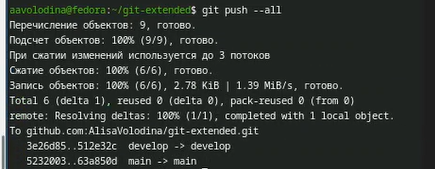 aavolodina@fedora:~/git-extended$ git push --all
Перечисление объектов: 9, готово.
Подсчет объектов: 100% (9/9), готово.
При сжатии изменений используется до 3 потоков
Сжатие объектов: 100% (6/6), готово.
Запись объектов: 100% (6/6), 2.78 KiB | 1.39 MiB/s, готово.
Total 6 (delta 1), reused 0 (delta 0), pack-reused 0 (from 0)
remote: Resolving deltas: 100% (1/1), completed with 1 local object.
To github.com:AlisaVolodina/git-extended.git
   3e26d85..512e32c  develop -> develop
   5232003..63a850d  main -> main